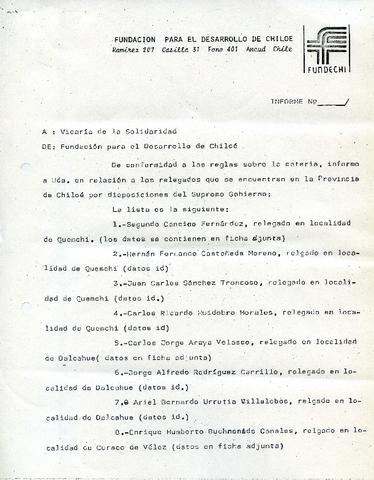 FUNDACION PARA EL DESARROLLO DE CHILOE
Ramírez 207 Casilla 31 Fono 401 Ancud Chile
FUNDECHI
INFORME Nº_____/
A : Vicaría de la Solidaridad
DE: Fundación para el Desarrollo de Chiloé
De conformidad a las reglas sobre la materia, informo
a Uds. en relación a los relegados que se encuentran en la Provincia
de Chiloé por disposiciones del Supremo Gobierno;
La lista es la siguiente:
1.-Segundo Cancino Fernández, relegado en localidad
de Quemchi. (los datos se contienen en ficha adjunta)
2.-Hernán Fernando Castañeda Moreno, relgado en loca-
lidad de Quemchi (datos id)
3.-Juan Carlos Sánchez Troncoso, relegado en locali-
dad de Quemchi (datos id.)
4.-Carlos Ricardo Huidobro Morales, relegado en loca-
lidad de Quemchi (datos id)
5.-Carlos Jorge Araya Velasco, relegado en localidad
de Dalcahue( datos en ficha adjunta)
6.-Jorge Alfredo Rodríguez Carrillo, relegado en lo-
calidad de Dalcahue (datos id.)
7.- Ariel Bernardo Urrutia Villalobos, relgado en lo-
calidad de Dalcahue (datos id.)
8.-Enrique Humberto Canales, relgado en lo-
calidad de Curaco de Vélez (datos en ficha adjunta)